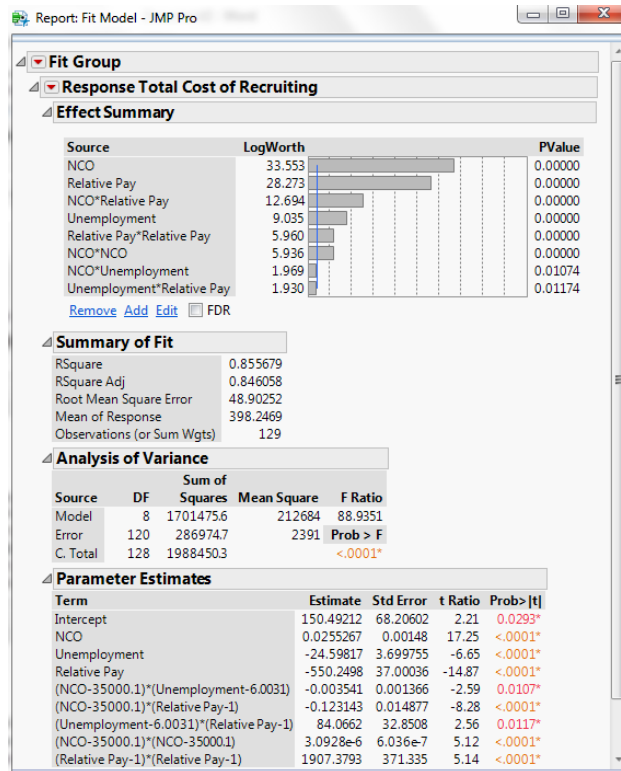 Report: Fit Model - JMP Pro
Fit Group
Response Total Cost of Recruiting
Effect Summary
Source LogWorth PValue
NCO 33.553 0.00000
Relative Pay 28.273 0.00000
NCO*Relative Pay 12.694 0.00000
Unemployment 9.035 0.00000
Relative Pay*Relative Pay 5.960 0.00000
NCO*NCO 5.936 0.00000
NCO*Unemployment 1.969 0.01074
Unemployment*Relative Pay 1.930 0.01174
Remove Add Edit FDR
Summary of Fit
RSquare 0.855679
RSquare Adj 0.846058
Root Mean Square Error 48.90252
Mean of Response 398.2469
Observations (or Sum Wgts) 129
Analysis of Variance
Sum of
Source DF Squares Mean Square F Ratio
Model 8 1701475.6 212684 88.9351
Error 120 286974.7 2391 Prob > F
C. Total 128 1988450.3 <.0001*
Parameter Estimates
Term Estimate Std Error t Ratio Prob>|t|
Intercept 150.49212 68.20602 2.21 0.0293*
NCO 0.0255267 0.00148 17.25 <.0001*
Unemployment -24.59817 3.699755 -6.65 <.0001*
Relative Pay -550.2498 37.00036 -14.87 <.0001*
(NCO-35000.1)*(Unemployment-6.0031) -0.003541 0.001366 -2.59 0.0107*
(NCO-35000.1)*(Relative Pay-1) -0.123143 0.014877 -8.28 <.0001*
(Unemployment-6.0031)*(Relative Pay-1) 84.0662 32.8508 2.56 0.0117*
(NCO-35000.1)*(NCO-35000.1) 3.0928e-6 6.036e-7 5.12 <.0001*
(Relative Pay-1)*(Relative Pay-1) 1907.3793 371.335 5.14 <.0001*